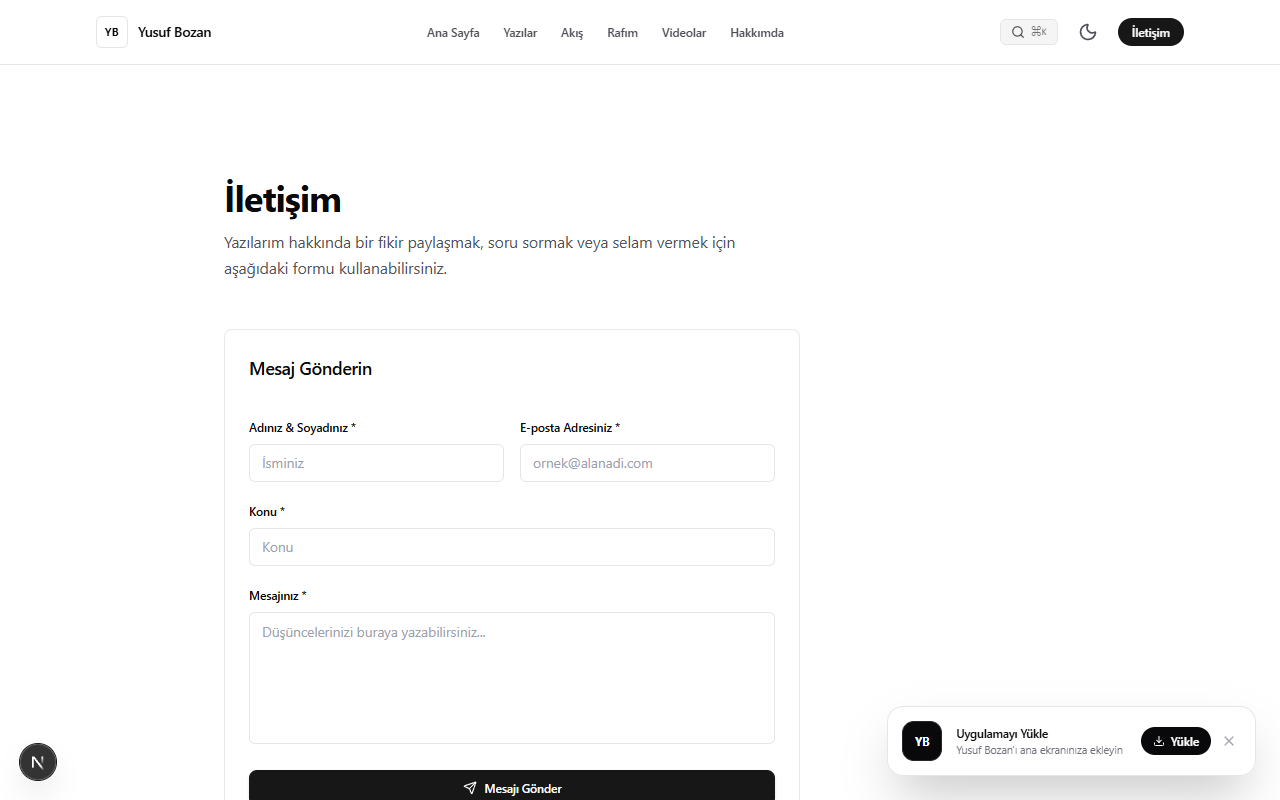 YB
Yusuf Bozan
Ana Sayfa
Yazılar
Akış
Rafım
Videolar
Hakkımda
⌘K
İletişim
İletişim
Yazılarım hakkında bir fikir paylaşmak, soru sormak veya selam vermek için
aşağıdaki formu kullanabilirsiniz.
Mesaj Gönderin
Adınız & Soyadınız *
E-posta Adresiniz *
İsminiz
ornek@alanadi.com
Konu *
Konu
Mesajınız *
Düşüncelerinizi buraya yazabilirsiniz...
Mesajı Gönder
YB
Uygulamayı Yükle
Yusuf Bozan'ı ana ekranınıza ekleyin
Yükle
N